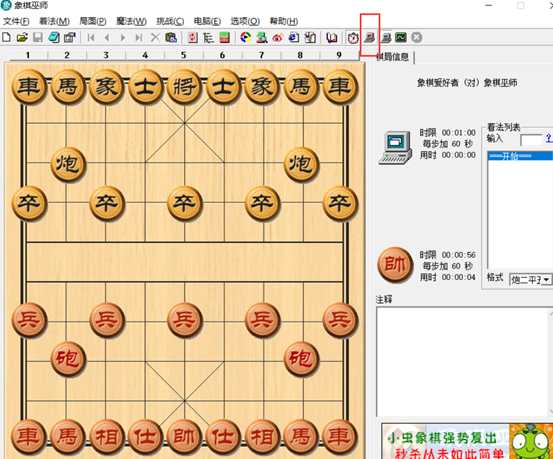 象棋巫师
文件(F) 着法(M) 局面(P) 魔法(W) 挑战(C) 电脑(E) 选项(O) 帮助(H)
1 2 3 4 5 6 7 8 9
車 馬 象 士 將 士 象 馬 車
炮 炮
卒 卒 卒 卒 卒
兵 兵 兵 兵 兵
砲 砲
車 馬 相 仕 帥 仕 相 馬 車
棋局信息
象棋爱好者（对）象棋巫师
时限 00:01:00
每步加 60 秒
用时 00:00:00
着法列表
输入
?
===开始===
帥
时限 00:00:56
每步加 60 秒
用时 00:00:04
格式 炮二平五
注释
小虫象棋强势复出
秒杀从未如此简单